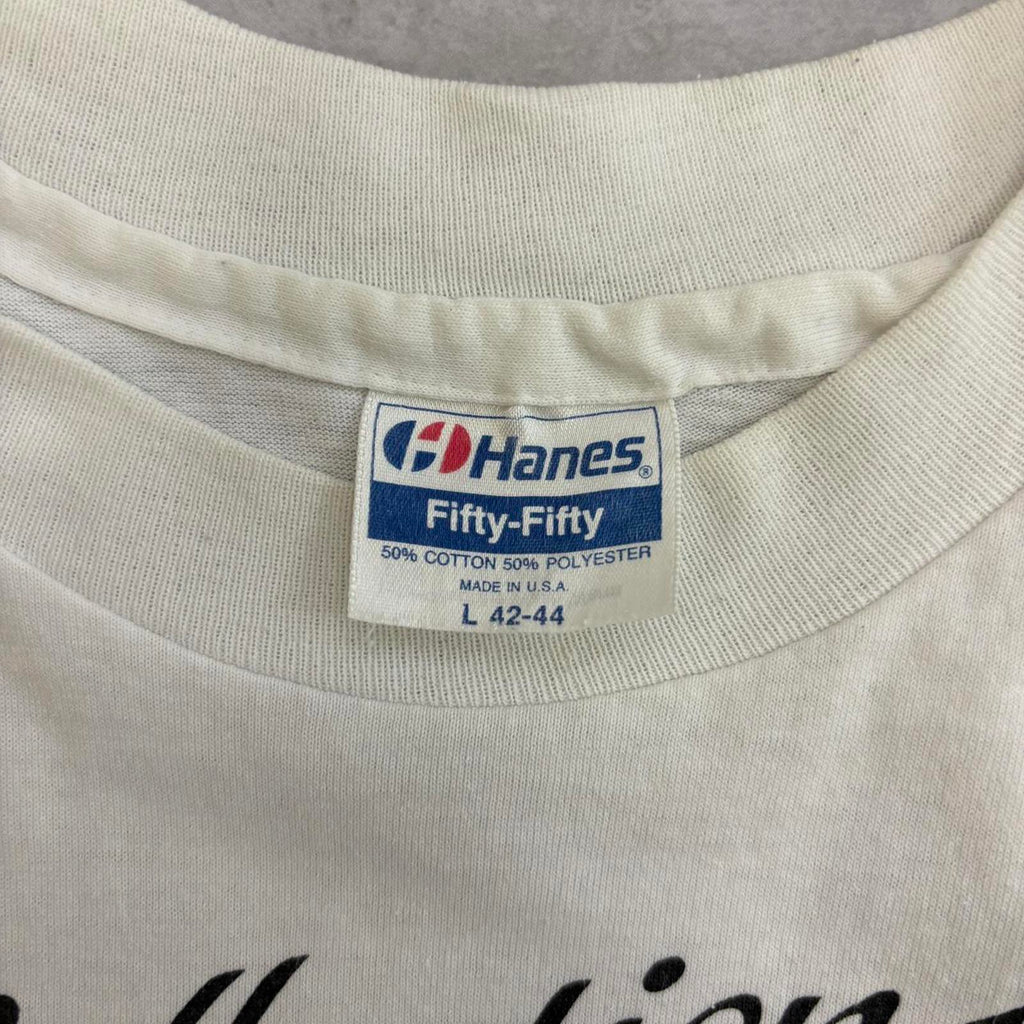 Hanes®
Fifty-Fifty
50% COTTON 50% POLYESTER
MADE IN U.S.A.
L 42-44